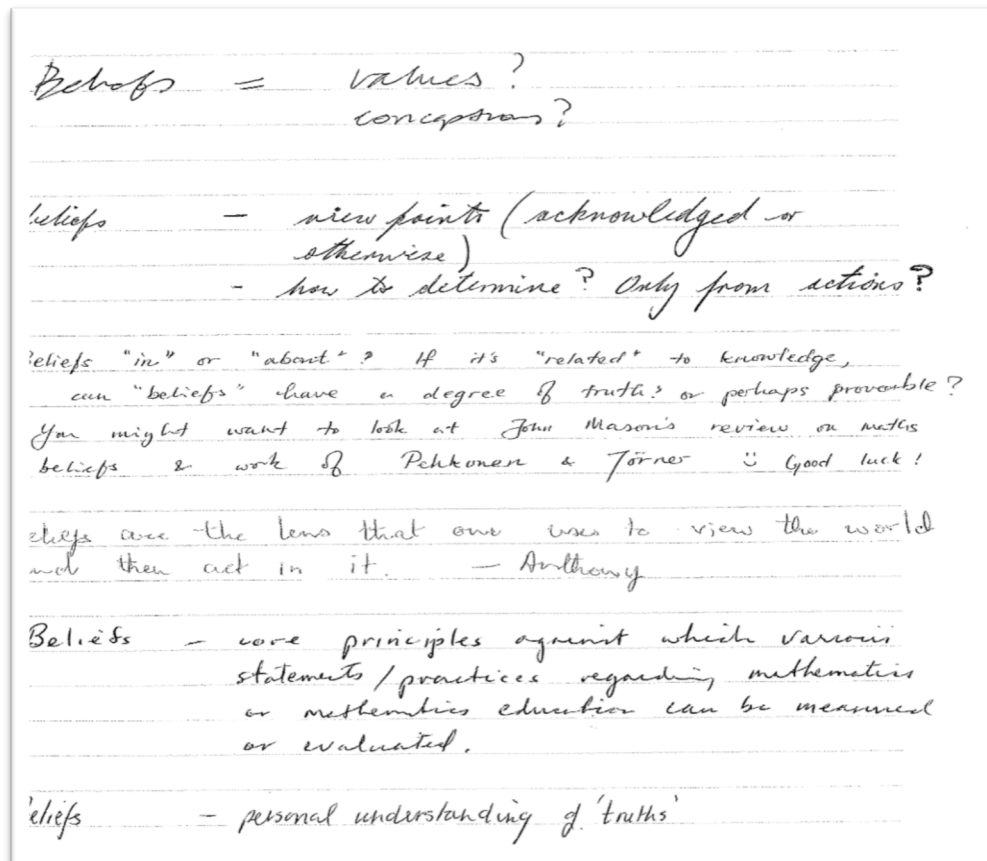 Beliefs = values?
conceptions?
beliefs - view points (acknowledged or
otherwise)
- how to determine? Only from actions?
Beliefs "in" or "about"? If it's "related" to knowledge,
can "beliefs" have a degree of truth? or perhaps provable?
You might want to look at John Mason's review on maths
beliefs & work of Pehkonen & Törner ü Good luck!
eliefs are the lens that one uses to view the world
and then act in it. - Anthony
Beliefs - core principles against which various
statements/practices regarding mathematics
or mathematics education can be measured
or evaluated.
eliefs - personal understanding of 'truths'